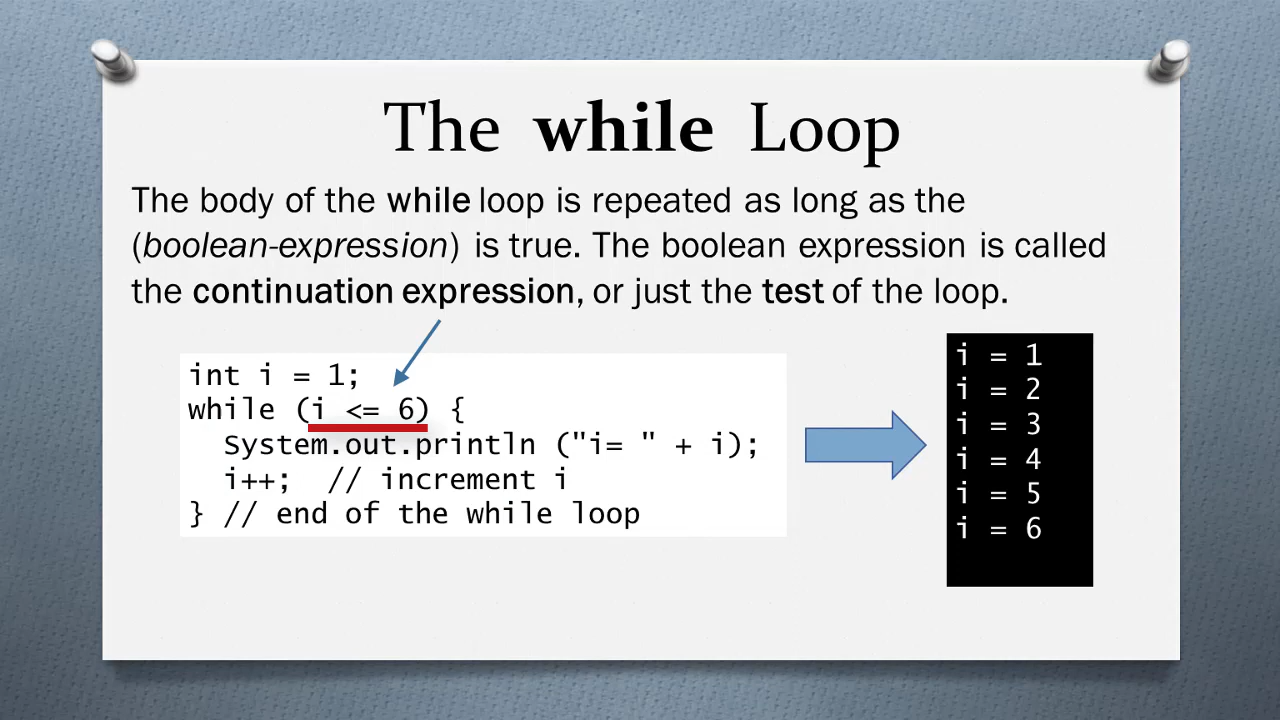 The while Loop
The body of the while loop is repeated as long as the
(boolean-expression) is true. The boolean expression is called
the continuation expression, or just the test of the loop.
int i = 1;
while (i <= 6) {
  System.out.println ("i= " + i);
  i++;  // increment i
} // end of the while loop
i = 1
i = 2
i = 3
i = 4
i = 5
i = 6